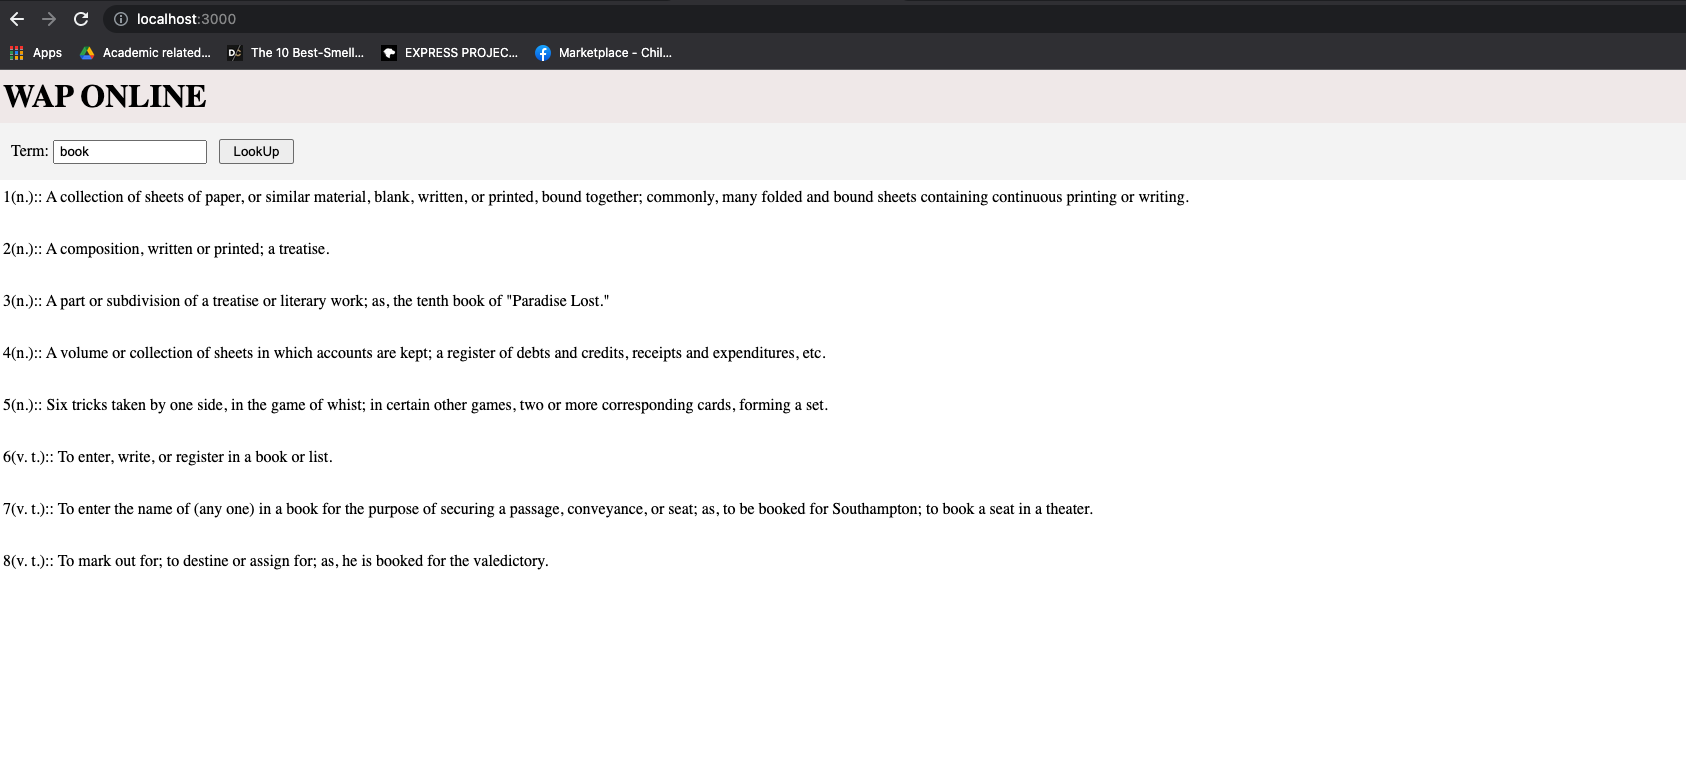 localhost:3000
Apps Academic related... The 10 Best-Smell... EXPRESS PROJEC... Marketplace - Chil...
WAP ONLINE
Term: book LookUp
1(n.):: A collection of sheets of paper, or similar material, blank, written, or printed, bound together; commonly, many folded and bound sheets containing continuous printing or writing.
2(n.):: A composition, written or printed; a treatise.
3(n.):: A part or subdivision of a treatise or literary work; as, the tenth book of "Paradise Lost."
4(n.):: A volume or collection of sheets in which accounts are kept; a register of debts and credits, receipts and expenditures, etc.
5(n.):: Six tricks taken by one side, in the game of whist; in certain other games, two or more corresponding cards, forming a set.
6(v. t.):: To enter, write, or register in a book or list.
7(v. t.):: To enter the name of (any one) in a book for the purpose of securing a passage, conveyance, or seat; as, to be booked for Southampton; to book a seat in a theater.
8(v. t.):: To mark out for; to destine or assign for; as, he is booked for the valedictory.